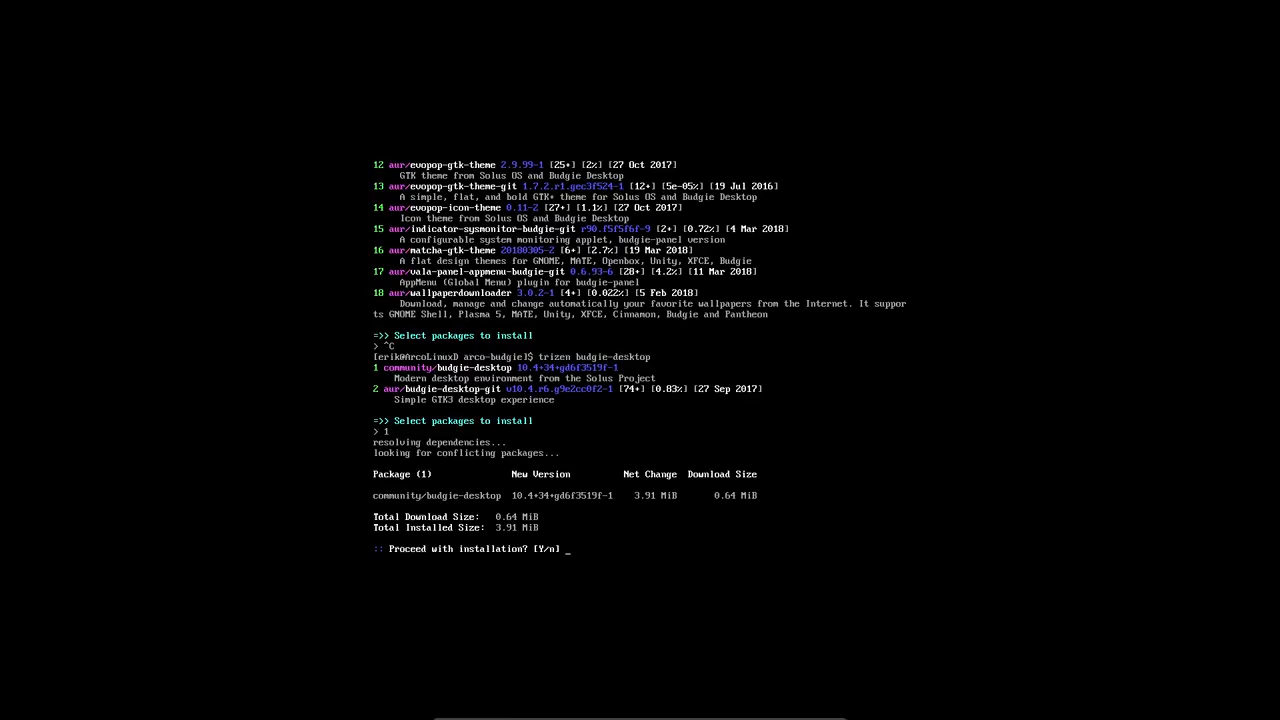 12 aur/evopop-gtk-theme 2.9.99-1 [25+] [2%] [27 Oct 2017]
GTK theme from Solus OS and Budgie Desktop
13 aur/evopop-gtk-theme-git 1.7.2.r1.gec3f524-1 [12+] [5e-05%] [19 Jul 2016]
A simple, flat, and bold GTK+ theme for Solus OS and Budgie Desktop
14 aur/evopop-icon-theme 0.11-2 [27+] [1.1%] [27 Oct 2017]
Icon theme from Solus OS and Budgie Desktop
15 aur/indicator-sysmonitor-budgie-git r90.f5f5f6f-9 [2+] [0.72%] [4 Mar 2018]
A configurable system monitoring applet, budgie-panel version
16 aur/matcha-gtk-theme 20180305-2 [6+] [2.7%] [19 Mar 2018]
A flat design themes for GNOME, MATE, Openbox, Unity, XFCE, Budgie
17 aur/vala-panel-appmenu-budgie-git 0.6.93-6 [28+] [4.2%] [11 Mar 2018]
AppMenu (Global Menu) plugin for budgie-panel
18 aur/wallpaperdownloader 3.0.2-1 [4+] [0.022%] [5 Feb 2018]
Download, manage and change automatically your favorite wallpapers from the Internet. It suppor
ts GNOME Shell, Plasma 5, MATE, Unity, XFCE, Cinnamon, Budgie and Pantheon
=>> Select packages to install
> ^C
[erik@ArcoLinuxD arco-budgie]$ trizen budgie-desktop
1 community/budgie-desktop 10.4+34+gd6f3519f-1
Modern desktop environment from the Solus Project
2 aur/budgie-desktop-git v10.4.r6.g9e2cc0f2-1 [74+] [0.83%] [27 Sep 2017]
Simple GTK3 desktop experience
=>> Select packages to install
> 1
resolving dependencies...
looking for conflicting packages...
Package (1) New Version Net Change Download Size
community/budgie-desktop 10.4+34+gd6f3519f-1 3.91 MiB 0.64 MiB
Total Download Size: 0.64 MiB
Total Installed Size: 3.91 MiB
:: Proceed with installation? [Y/n] _